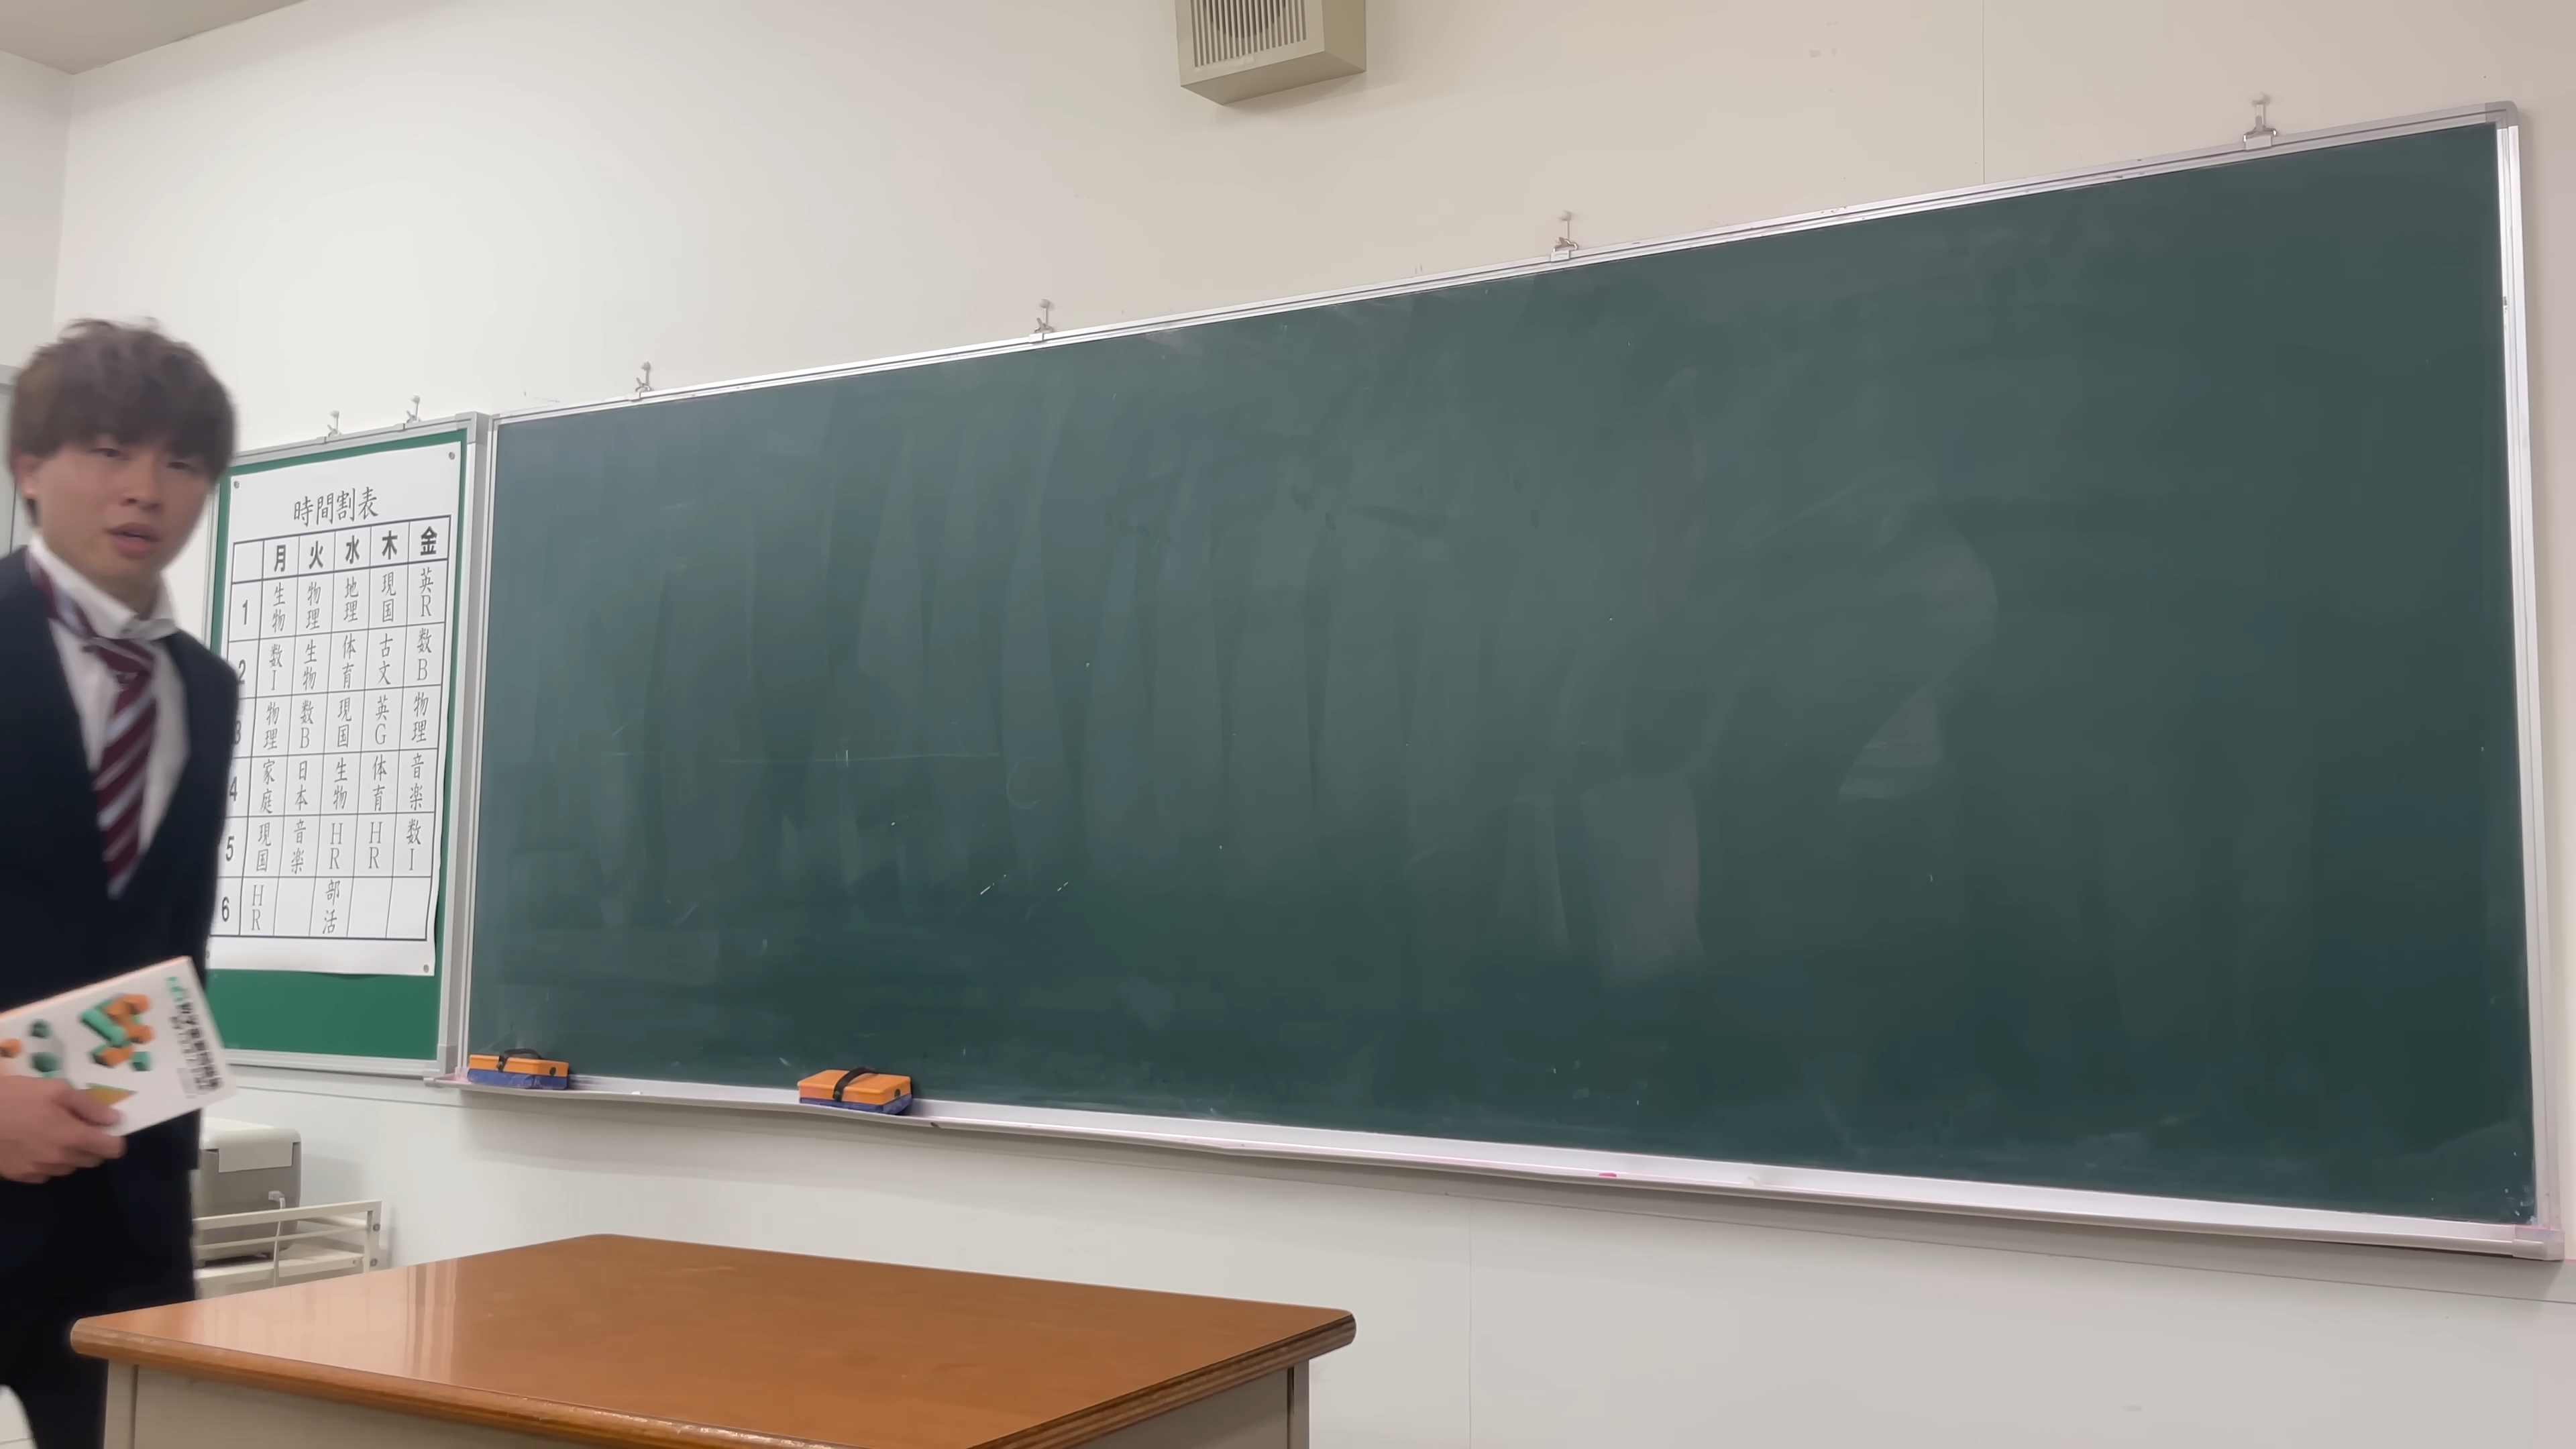 時間割表
月 火 水 木 金
1 生物 物理 地理 現国 英R
2 数I 生物 体育 古文 数B
3 物理 数B 現国 英G 物理
4 家庭 日本 生物 体育 音楽
5 現国 音楽 HR HR 数I
6 HR 部活